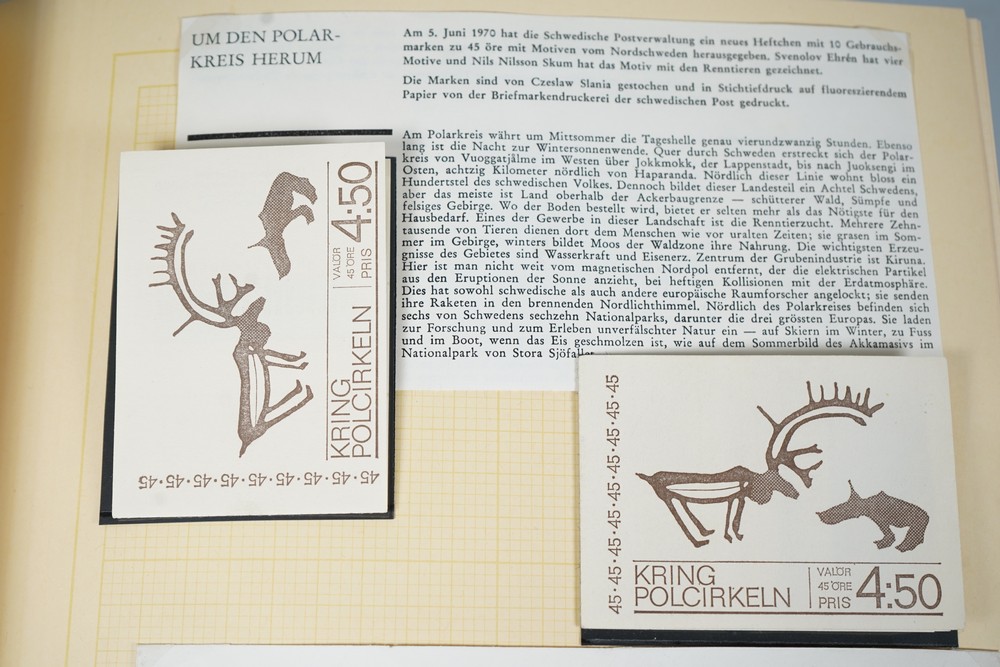 UM DEN POLAR-
KREIS HERUM
Am 5. Juni 1970 hat die Schwedische Postverwaltung ein neues Heftchen mit 10 Gebrauchs-
marken zu 45 öre mit Motiven vom Nordschweden herausgegeben. Svenolov Ehrén hat vier
Motive und Nils Nilsson Skum hat das Motiv mit den Renntieren gezeichnet.
Die Marken sind von Czeslaw Slania gestochen und in Stichtiefdruck auf fluoreszierendem
Papier von der Briefmarkendruckerei der schwedischen Post gedruckt.
Am Polarkreis währt um Mittsommer die Tageshelle genau vierundzwanzig Stunden. Ebenso
lang ist die Nacht zur Wintersonnenwende. Quer durch Schweden erstreckt sich der Polar-
kreis von Vuoggatjålme im Westen über Jokkmokk, der Lappenstadt, bis nach Juoksengi im
Osten, achtzig Kilometer nördlich von Haparanda. Nördlich dieser Linie wohnt bloss ein
Hundertstel des schwedischen Volkes. Dennoch bildet dieser Landesteil ein Achtel Schwedens,
aber das meiste ist Land oberhalb der Ackerbaugrenze — schütterer Wald, Sümpfe und
felsiges Gebirge. Wo der Boden bestellt wird, bietet er selten mehr als das Nötigste für den
Hausbedarf. Eines der Gewerbe in dieser Landschaft ist die Renntierzucht. Mehrere Zehn-
tausende von Tieren dienen dort dem Menschen wie vor uralten Zeiten; sie grasen im Som-
mer im Gebirge, winters bildet Moos der Waldzone ihre Nahrung. Die wichtigsten Erzeu-
gnisse des Gebietes sind Wasserkraft und Eisenerz. Zentrum der Grubenindustrie ist Kiruna.
Hier ist man nicht weit vom magnetischen Nordpol entfernt, der die elektrischen Partikel
aus den Eruptionen der Sonne anzieht, bei heftigen Kollisionen mit der Erdatmosphäre.
Dies hat sowohl schwedische als auch andere europäische Raumforscher angelockt; sie senden
ihre Raketen in den brennenden Nordlichthimmel. Nördlich des Polarkreises befinden sich
sechs von Schwedens sechzehn Nationalparks, darunter die drei grössten Europas. Sie laden
zur Forschung und zum Erleben unverfälschter Natur ein — auf Skiern im Winter, zu Fuss
und im Boot, wenn das Eis geschmolzen ist, wie auf dem Sommerbild des Akkamasivs im
Nationalpark von Stora Sjöfallet.
KRING
POLCIRKELN
VALÖR
45 ÖRE
PRIS
4:50
45·45·45·45·45·45·45·45·45
45·45·45·45·45·45·45·45·45
KRING
POLCIRKELN
VALÖR
45 ÖRE
PRIS
4:50